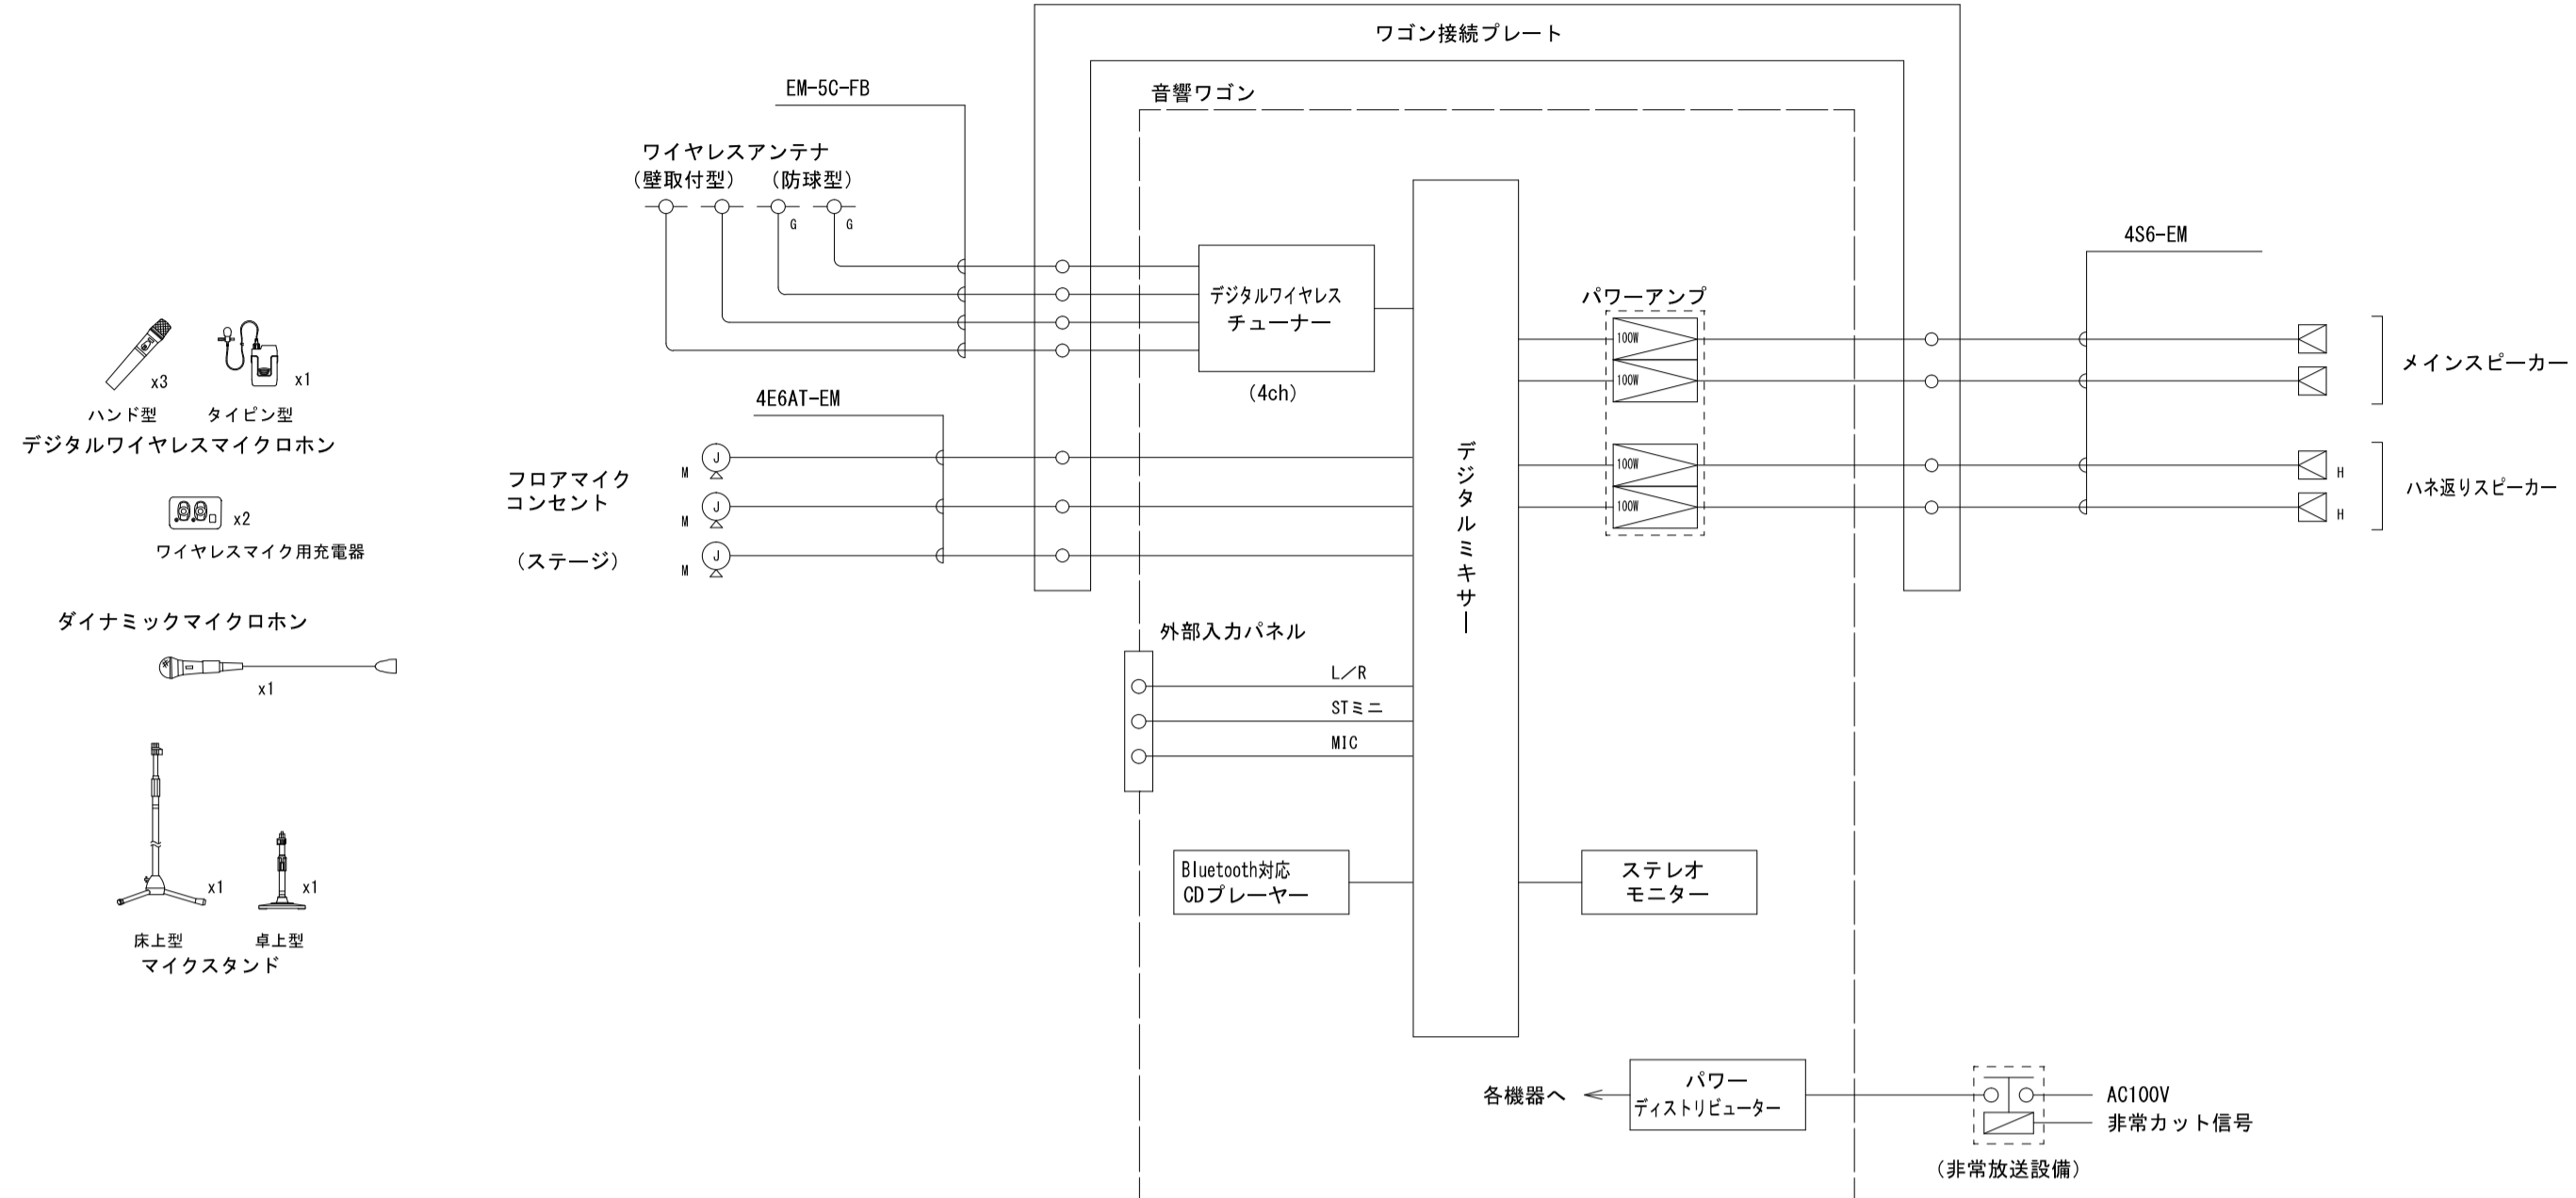 ワゴン接続プレート
EM-5C-FB
音響ワゴン
ワイヤレスアンテナ
(壁取付型) (防球型)
G G
4S6-EM
デジタルワイヤレス
チューナー
(4ch)
パワーアンプ
100W
100W
100W
100W
メインスピーカー
H
ハネ返りスピーカー
H
x3 x1
ハンド型 タイピン型
デジタルワイヤレスマイクロホン
4E6AT-EM
フロアマイク
コンセント
(ステージ)
M J
M J
M J
デジタルミキサー
x2
ワイヤレスマイク用充電器
ダイナミックマイクロホン
x1
外部入力パネル
L/R
STミニ
MIC
x1 x1
床上型 卓上型
マイクスタンド
Bluetooth対応
CDプレーヤー
ステレオ
モニター
各機器へ
パワー
ディストリビューター
AC100V
非常カット信号
(非常放送設備)